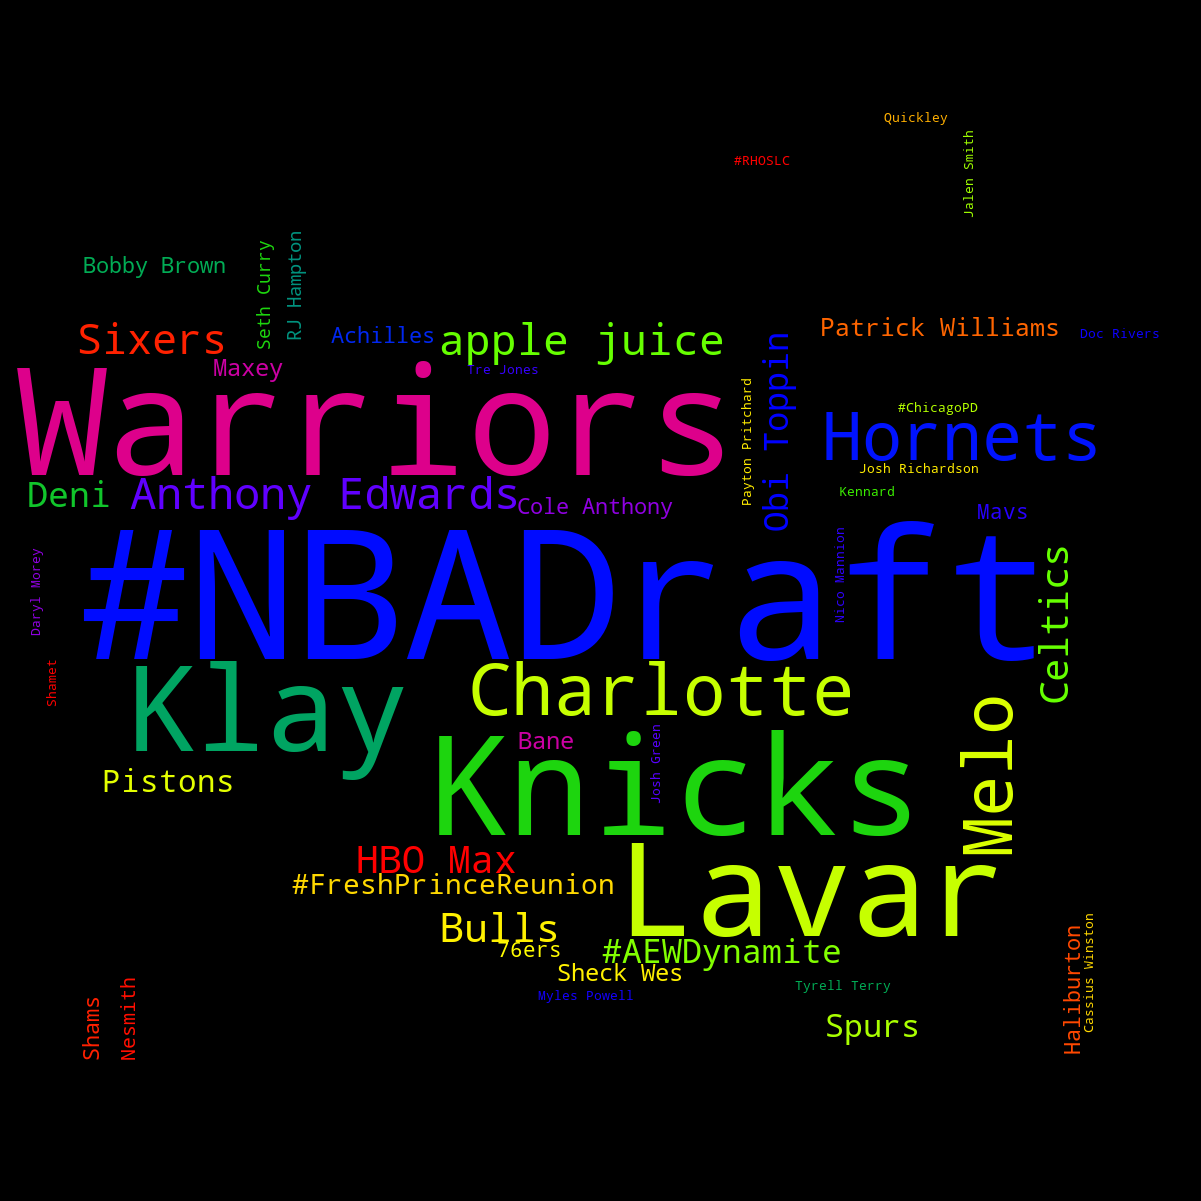 Quickley
Jalen Smith
#RHOSLC
Bobby Brown
Seth Curry
RJ Hampton
Sixers
Achilles
apple juice
Patrick Williams
Doc Rivers
Maxey
Tre Jones
Warriors
Payton Pritchard
Obi Toppin
#ChicagoPD
Hornets
Josh Richardson
Kennard
Deni
Anthony Edwards
Cole Anthony
Mavs
Daryl Morey
#NBADraft
Nico Mannion
Celtics
Shamet
Klay
Charlotte
Bane
Josh Green
Melo
Pistons
Knicks
HBO Max
#FreshPrinceReunion
Lavar
Bulls
76ers
#AEWDynamite
Sheck Wes
Myles Powell
Tyrell Terry
Haliburton
Cassius Winston
Shams
Nesmith
Spurs